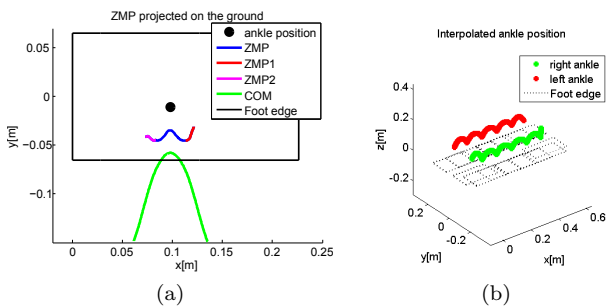 ZMP projected on the ground
ankle position
ZMP
ZMP1
ZMP2
COM
Foot edge
0.05
0
−0.05
−0.1
y[m]
0
0.05
0.1
0.15
0.2
0.25
x[m]
(a)
Interpolated ankle position
right ankle
left ankle
Foot edge
0.4
0.2
0
-0.2
z[m]
0.2
0
-0.2
y[m]
0
0.2
0.4
0.6
x[m]
(b)